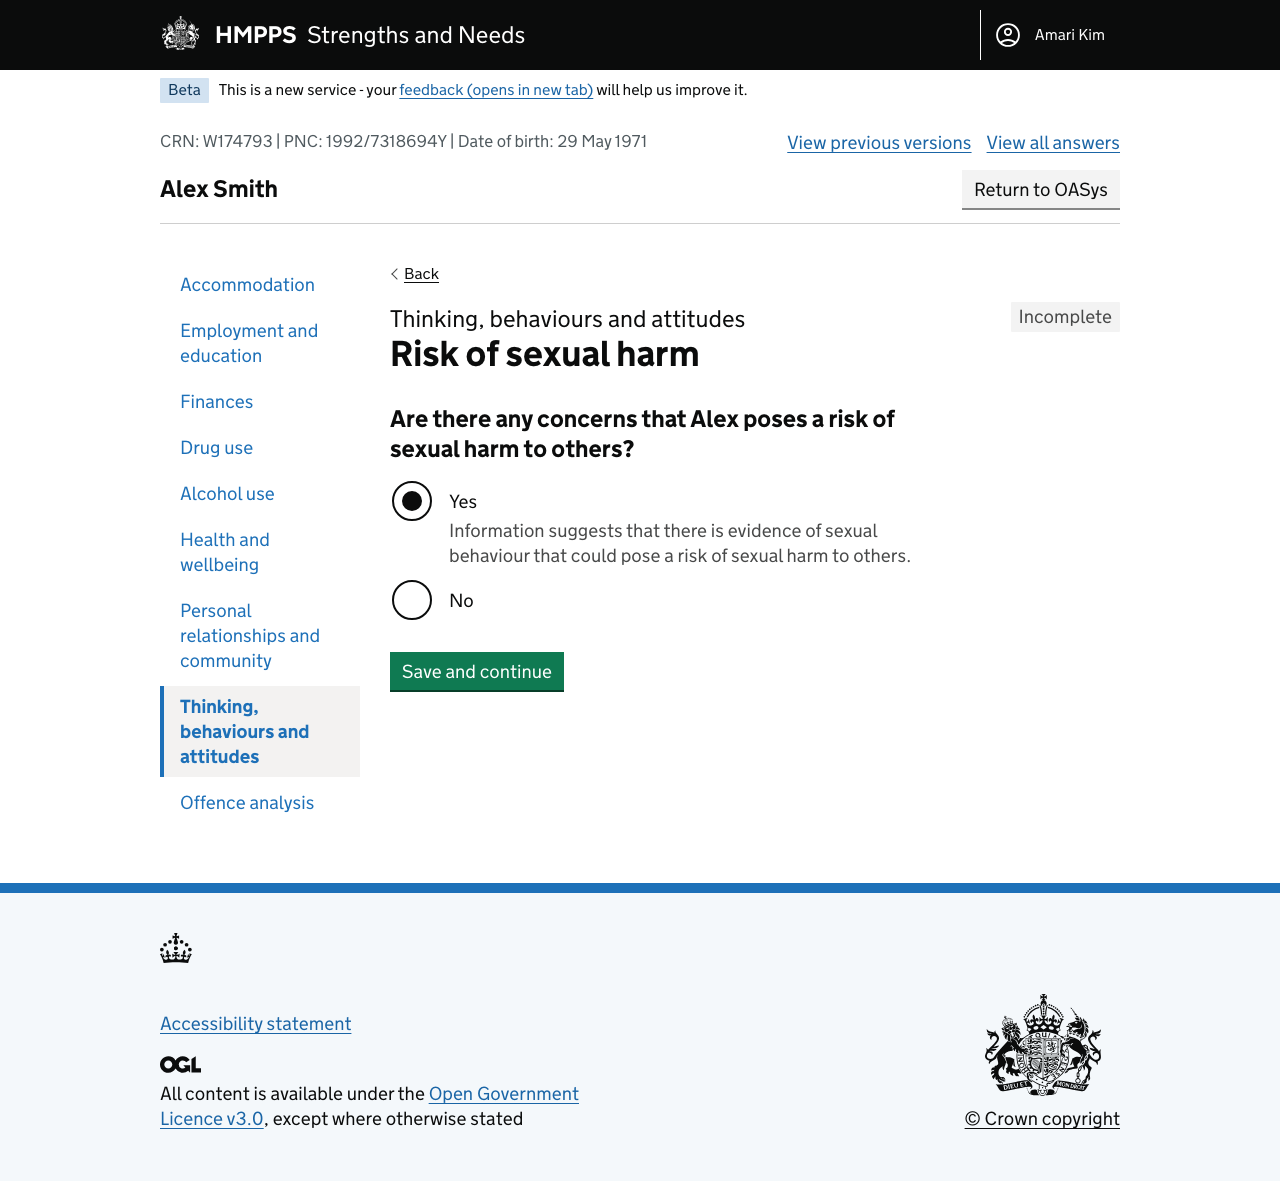 HMPPS Strengths and Needs
Amari Kim
Beta This is a new service - your feedback (opens in new tab) will help us improve it.
CRN: W174793 | PNC: 1992/7318694Y | Date of birth: 29 May 1971
View previous versions View all answers
Alex Smith
Return to OASys
Accommodation
Employment and
education
Finances
Drug use
Alcohol use
Health and
wellbeing
Personal
relationships and
community
Thinking,
behaviours and
attitudes
Offence analysis
Back
Thinking, behaviours and attitudes
Incomplete
Risk of sexual harm
Are there any concerns that Alex poses a risk of
sexual harm to others?
Yes
Information suggests that there is evidence of sexual
behaviour that could pose a risk of sexual harm to others.
No
Save and continue
Accessibility statement
OGL
All content is available under the Open Government
Licence v3.0, except where otherwise stated
DIEU ET MON DROIT
© Crown copyright